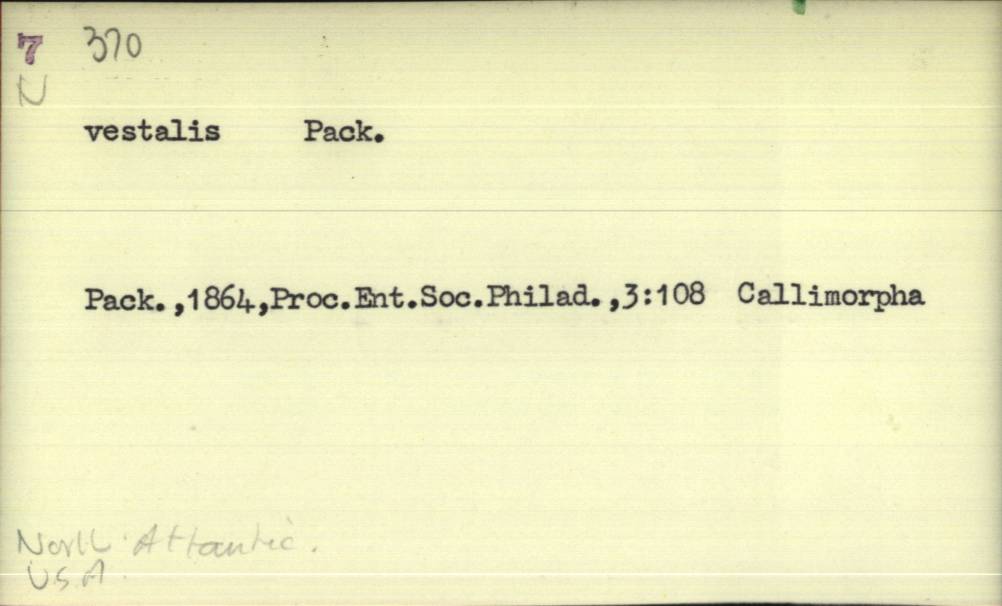 7 370
N
vestalis Pack.
Pack.,1864,Proc.Ent.Soc.Philad.,3:108 Callimorpha
North Atlantic.
USA.